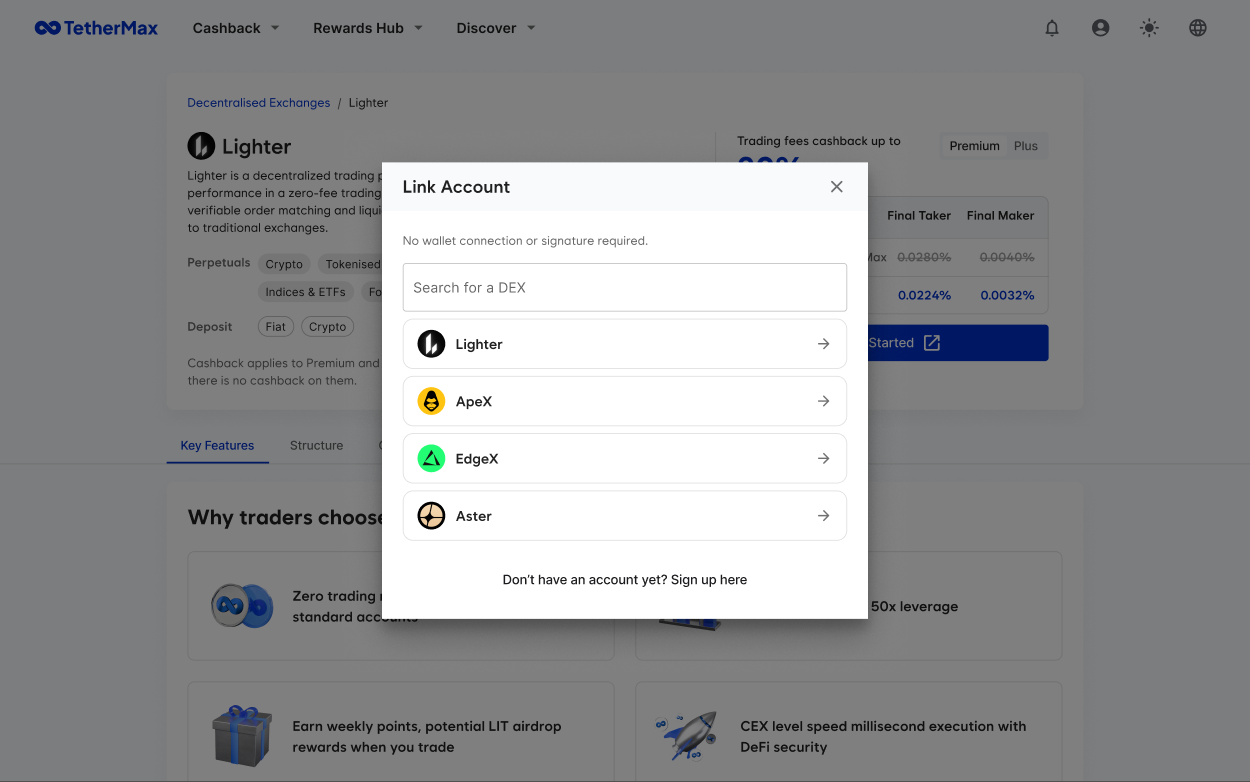 TetherMax
Cashback
Rewards Hub
Discover
Decentralised Exchanges / Lighter
Lighter
Lighter is a decentralized trading
performance in a zero-fee trading
verifiable order matching and
to traditional exchanges.
Perpetuals
Crypto
Tokenised
Indices & ETFs
Deposit
Fiat
Crypto
Cashback applies to Premium and
there is no cashback on them.
Trading fees cashback up to
Premium
Plus
Final Taker
Final Maker
0.0280%
0.0040%
0.0224%
0.0032%
Started
Link Account
No wallet connection or signature required.
Search for a DEX
Lighter
ApeX
EdgeX
Aster
Don't have an account yet? Sign up here
Key Features
Structure
Why traders choose
Zero trading
standard accounts
50x leverage
Earn weekly points, potential LIT airdrop
rewards when you trade
CEX level speed millisecond execution with
DeFi security